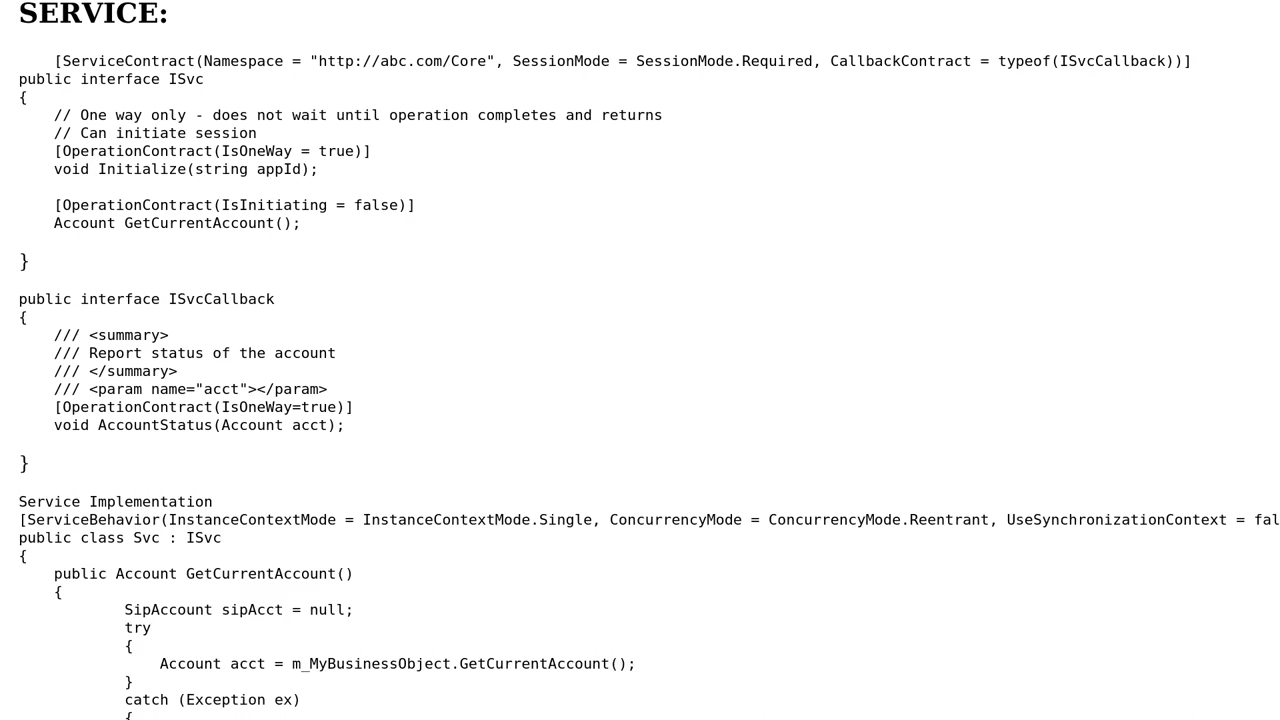 SERVICE:
[ServiceContract(Namespace = "http://abc.com/Core", SessionMode = SessionMode.Required, CallbackContract = typeof(ISvcCallback))]
public interface ISvc
{
// One way only - does not wait until operation completes and returns
// Can initiate session
[OperationContract(IsOneWay = true)]
void Initialize(string appId);
[OperationContract(IsInitiating = false)]
Account GetCurrentAccount();
}
public interface ISvcCallback
{
/// <summary>
/// Report status of the account
/// </summary>
/// <param name="acct"></param>
[OperationContract(IsOneWay=true)]
void AccountStatus(Account acct);
}
Service Implementation
[ServiceBehavior(InstanceContextMode = InstanceContextMode.Single, ConcurrencyMode = ConcurrencyMode.Reentrant, UseSynchronizationContext = fal
public class Svc : ISvc
{
public Account GetCurrentAccount()
{
SipAccount sipAcct = null;
try
{
Account acct = m_MyBusinessObject.GetCurrentAccount();
}
catch (Exception ex)
{